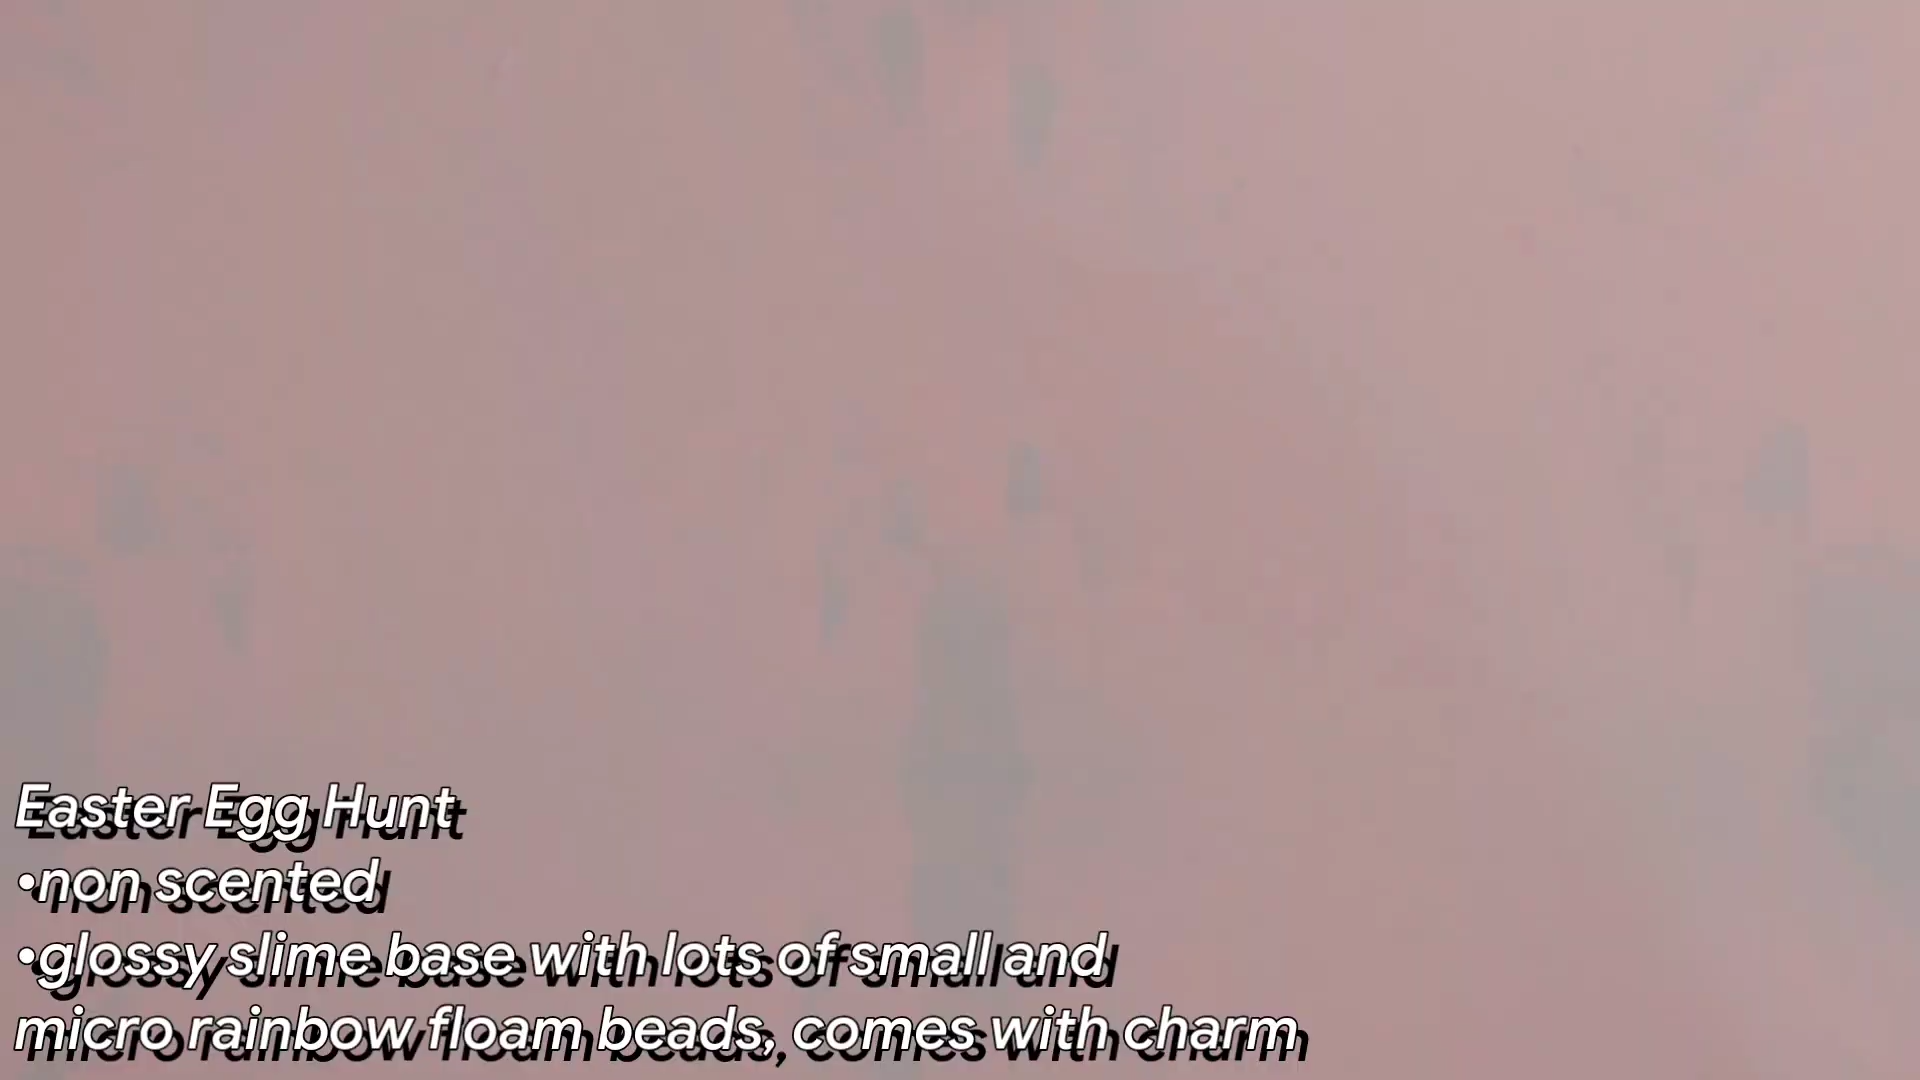 Easter Egg Hunt
•non scented
•glossy slime base with lots of small and
micro rainbow floam beads, comes with charm